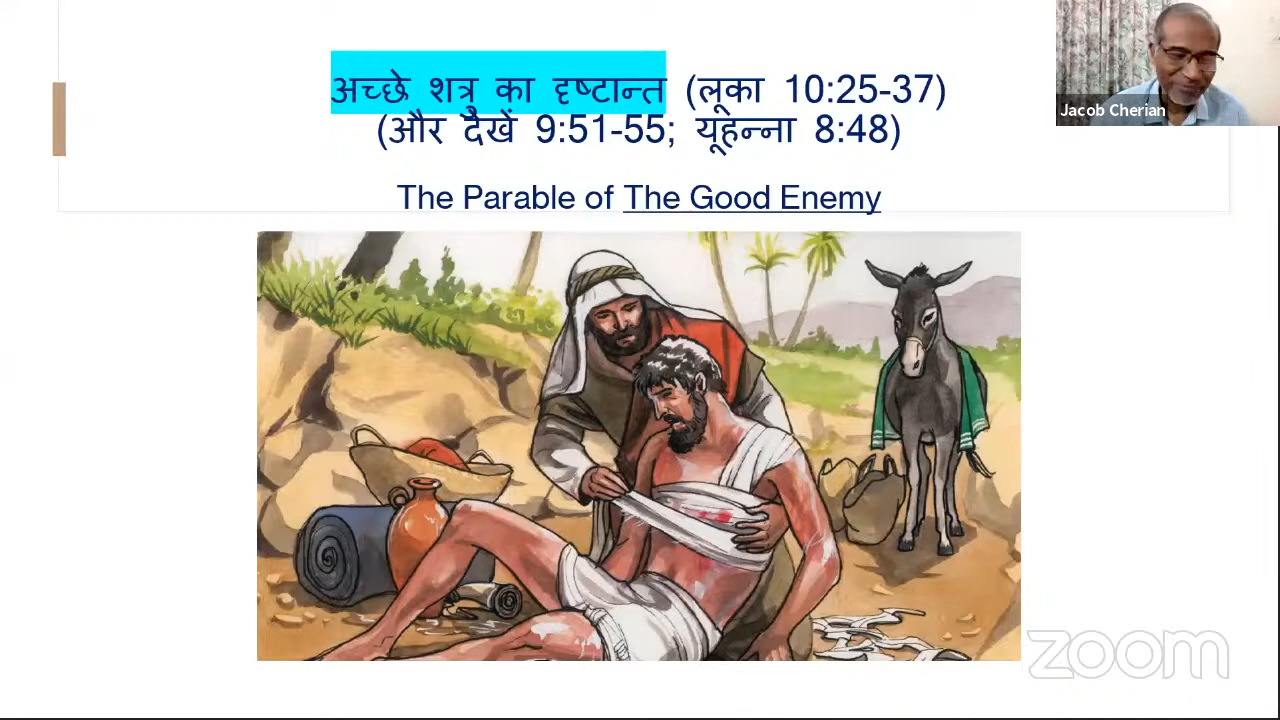 अच्छे शत्रु का दृष्टान्त (लूका 10:25-37)
(और देखें 9:51-55; यूहन्ना 8:48)
The Parable of The Good Enemy
Jacob Cherian
zoom